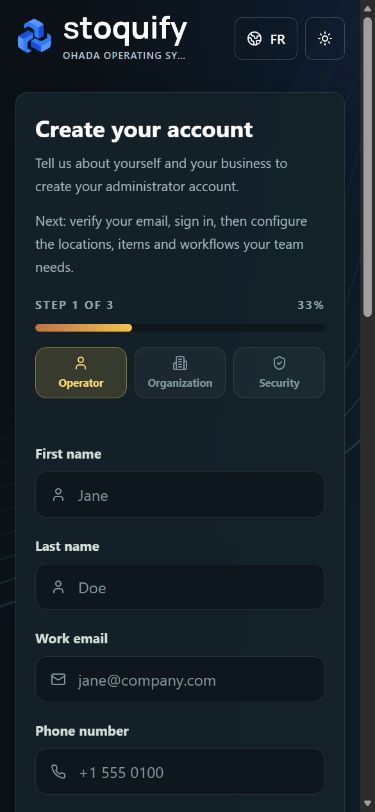 stoquify
OHADA OPERATING SY...
FR
Create your account
Tell us about yourself and your business to
create your administrator account.
Next: verify your email, sign in, then configure
the locations, items and workflows your team
needs.
STEP 1 OF 3
33%
Operator
Organization
Security
First name
Jane
Last name
Doe
Work email
jane@company.com
Phone number
+1 555 0100